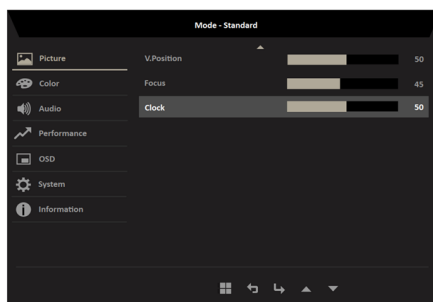 Mode - Standard
Picture
V.Position 50
Color
Focus 45
Audio
Clock 50
Performance
OSD
System
Information